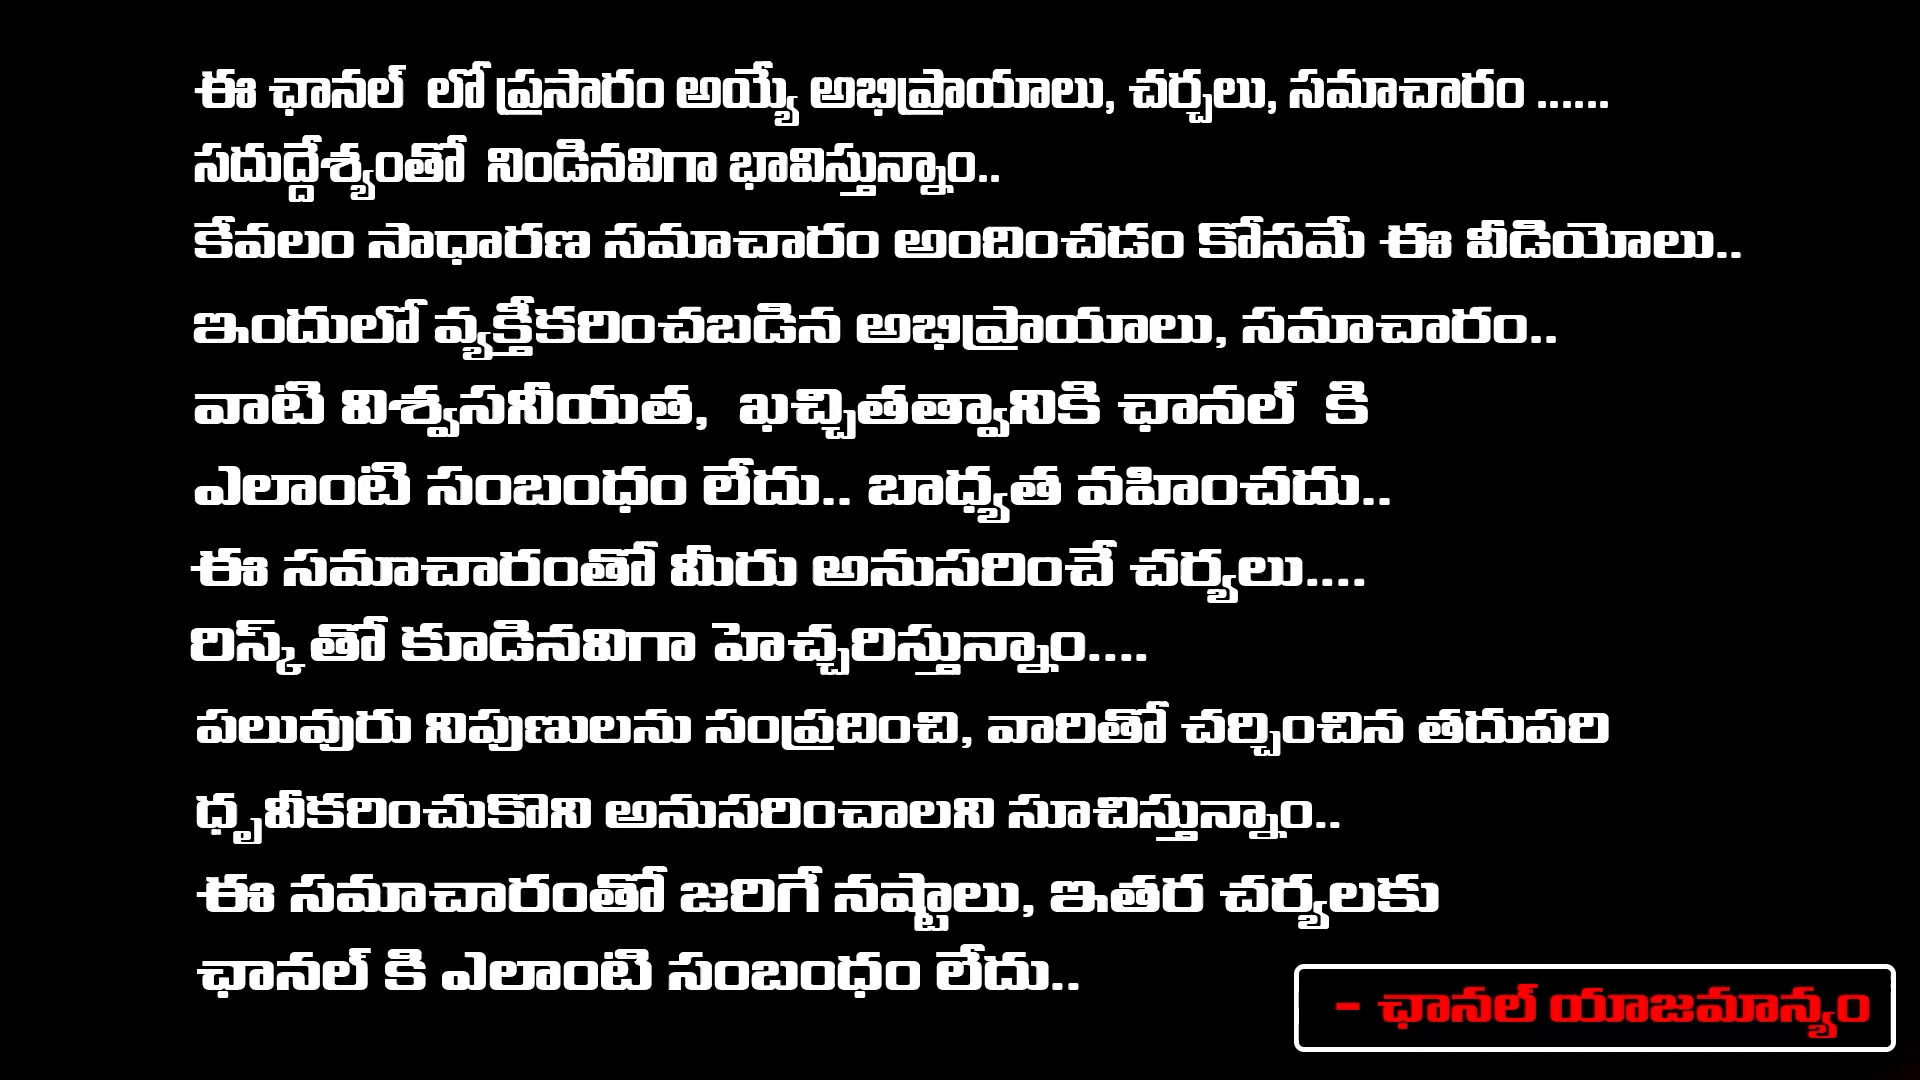 ఈ ఛానల్ లో ప్రసారం అయ్యే అభిప్రాయాలు, చర్చలు, సమాచారం ......
సదుద్దేశ్యంతో నిండినవిగా భావిస్తున్నాం..
కేవలం సాధారణ సమాచారం అందించడం కోసమే ఈ వీడియోలు..
ఇందులో వ్యక్తీకరించబడిన అభిప్రాయాలు, సమాచారం..
వాటి విశ్వసనీయత, ఖచ్చితత్వానికి ఛానల్ కి
ఎలాంటి సంబంధం లేదు.. బాధ్యత వహించదు..
ఈ సమాచారంతో మీరు అనుసరించే చర్యలు....
రిస్క్ తో కూడినవిగా హెచ్చరిస్తున్నాం....
పలువురు నిపుణులను సంప్రదించి, వారితో చర్చించిన తదుపరి
ధృవీకరించుకొని అనుసరించాలని సూచిస్తున్నాం..
ఈ సమాచారంతో జరిగే నష్టాలు, ఇతర చర్యలకు
ఛానల్ కి ఎలాంటి సంబంధం లేదు..
- ఛానల్ యాజమాన్యం